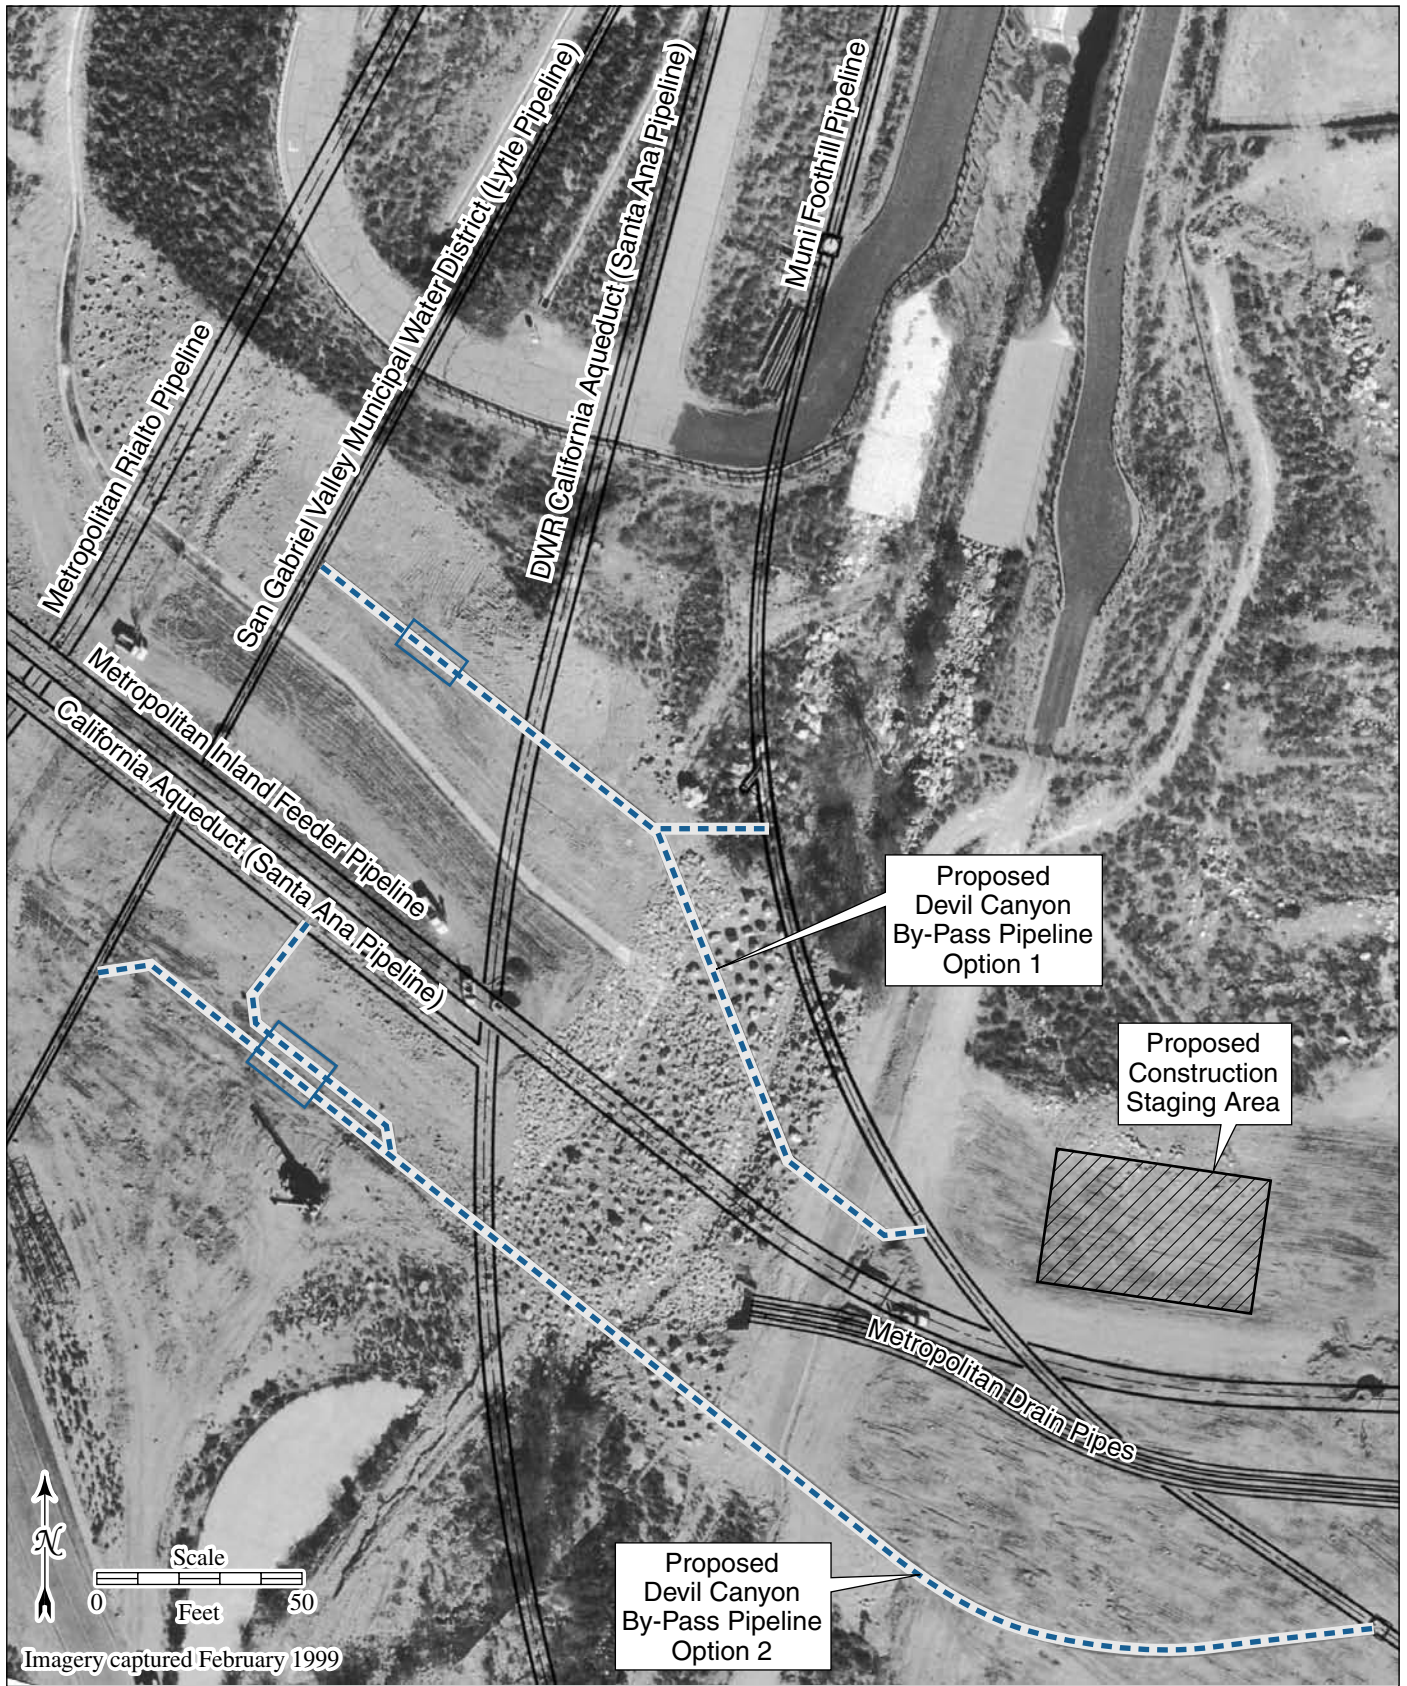 San Gabriel Valley Municipal Water District (Lytle Pipeline)
DWR California Aqueduct (Santa Ana Pipeline)
Muni Foothill Pipeline
Metropolitan Rialto Pipeline
Metropolitan Inland Feeder Pipeline
California Aqueduct (Santa Ana Pipeline)
Proposed
Devil Canyon
By-Pass Pipeline
Option 1
Proposed
Construction
Staging Area
Metropolitan Drain Pipes
Proposed
Devil Canyon
By-Pass Pipeline
Option 2
N
Scale
0 50
Feet
Imagery captured February 1999